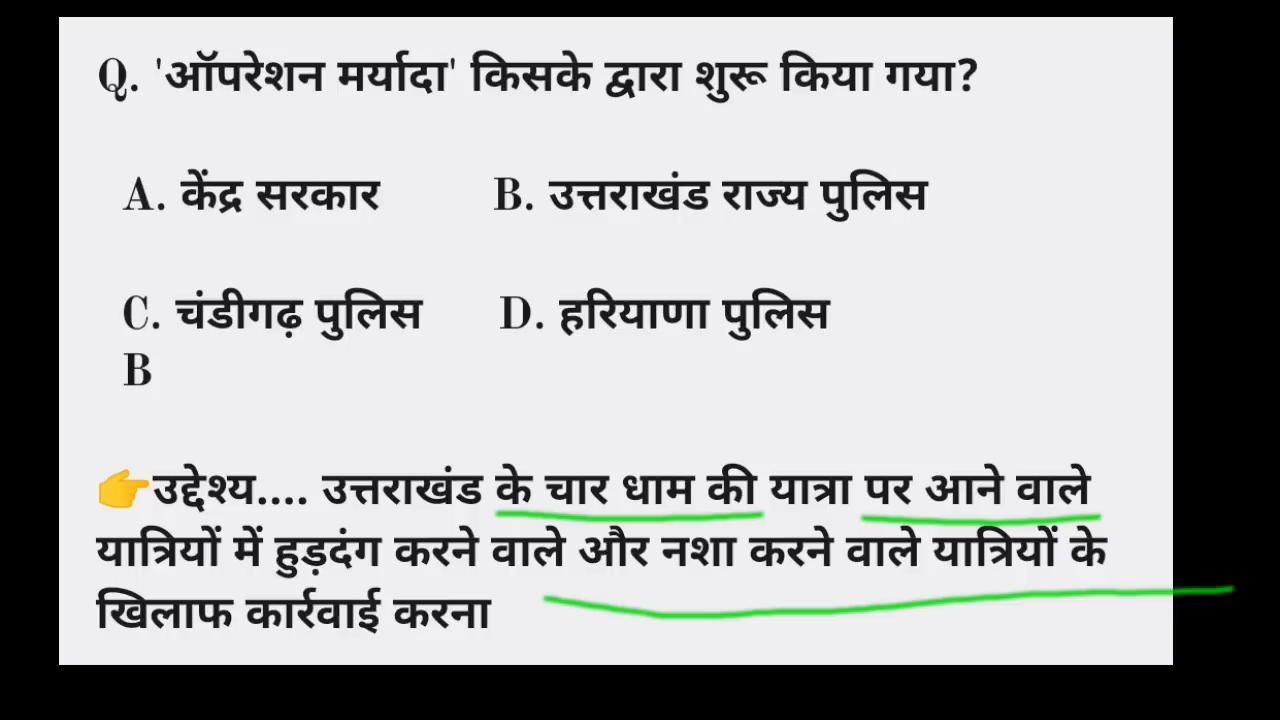 Q. 'ऑपरेशन मर्यादा' किसके द्वारा शुरू किया गया?
A. केंद्र सरकार B. उत्तराखंड राज्य पुलिस
C. चंडीगढ़ पुलिस D. हरियाणा पुलिस
B
👉उद्देश्य.... उत्तराखंड के चार धाम की यात्रा पर आने वाले
यात्रियों में हुड़दंग करने वाले और नशा करने वाले यात्रियों के
खिलाफ कार्रवाई करना